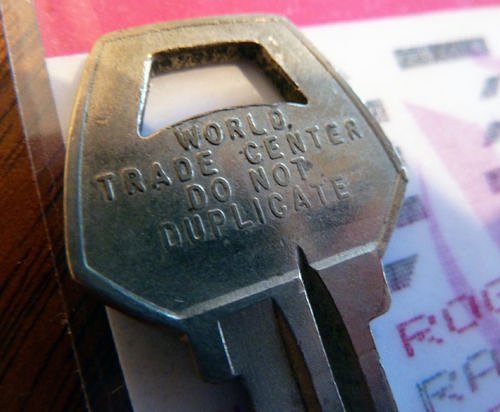 WORLD
TRADE CENTER
DO NOT
DUPLICATE